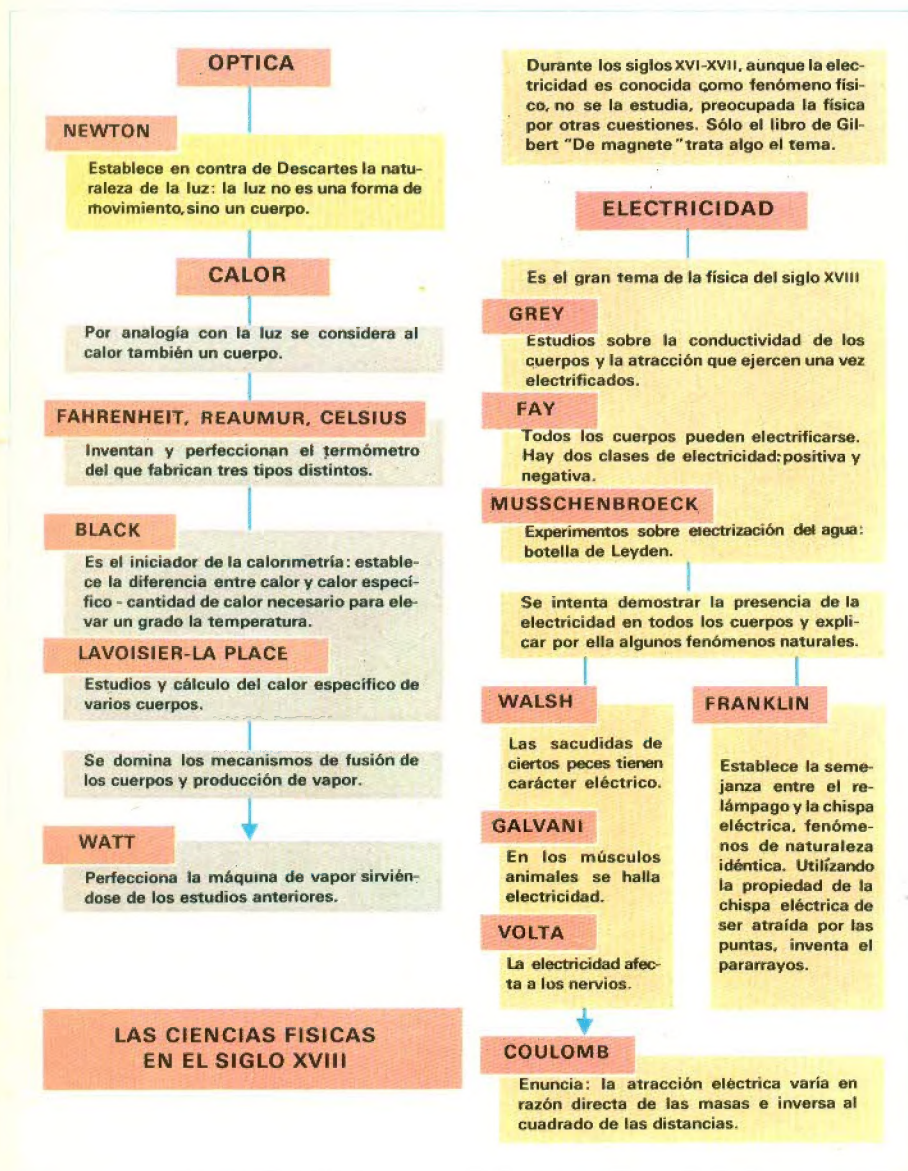 OPTICA
NEWTON
Establece en contra de Descartes la natu-
raleza de la luz: la luz no es una forma de
movimiento, sino un cuerpo.
CALOR
Por analogía con la luz se considera al
calor también un cuerpo.
FAHRENHEIT, REAUMUR, CELSIUS
Inventan y perfeccionan el termómetro
del que fabrican tres tipos distintos.
BLACK
Es el iniciador de la calorimetría: estable-
ce la diferencia entre calor y calor especí-
fico - cantidad de calor necesario para ele-
var un grado la temperatura.
LAVOISIER-LA PLACE
Estudios y cálculo del calor específico de
varios cuerpos.
Se domina los mecanismos de fusión de
los cuerpos y producción de vapor.
WATT
Perfecciona la máquina de vapor sirvién-
dose de los estudios anteriores.
LAS CIENCIAS FISICAS
EN EL SIGLO XVIII
Durante los siglos XVI-XVII, aunque la elec-
tricidad es conocida como fenómeno físi-
co, no se la estudia, preocupada la física
por otras cuestiones. Sólo el libro de Gil-
bert "De magnete" trata algo el tema.
ELECTRICIDAD
Es el gran tema de la física del siglo XVIII
GREY
Estudios sobre la conductividad de los
cuerpos y la atracción que ejercen una vez
electrificados.
FAY
Todos los cuerpos pueden electrificarse.
Hay dos clases de electricidad: positiva y
negativa.
MUSSCHENBROECK
Experimentos sobre electrización del agua:
botella de Leyden.
Se intenta demostrar la presencia de la
electricidad en todos los cuerpos y expli-
car por ella algunos fenómenos naturales.
WALSH
Las sacudidas de
ciertos peces tienen
carácter eléctrico.
GALVANI
En los músculos
animales se halla
electricidad.
VOLTA
La electricidad afec-
ta a los nervios.
FRANKLIN
Establece la seme-
janza entre el re-
lámpago y la chispa
eléctrica, fenóme-
nos de naturaleza
idéntica. Utilizando
la propiedad de la
chispa eléctrica de
ser atraída por las
puntas, inventa el
pararrayos.
COULOMB
Enuncia: la atracción eléctrica varía en
razón directa de las masas e inversa al
cuadrado de las distancias.